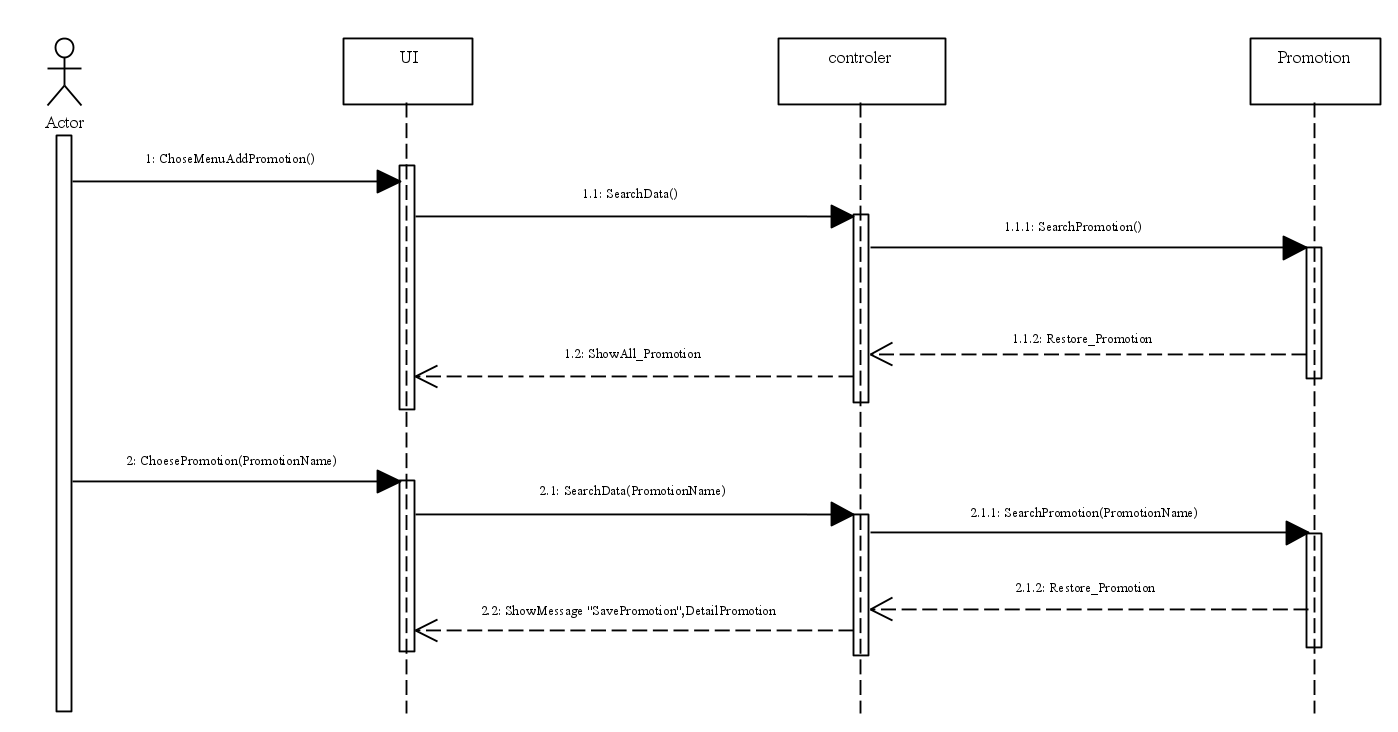 UI
controler
Promotion
Actor
1: ChoseMenuAddPromotion()
1.1: SearchData()
1.1.1: SearchPromotion()
1.1.2: Restore_Promotion
1.2: ShowAll_Promotion
2: ChoesePromotion(PromotionName)
2.1: SearchData(PromotionName)
2.1.1: SearchPromotion(PromotionName)
2.1.2: Restore_Promotion
2.2: ShowMessage "SavePromotion",DetailPromotion